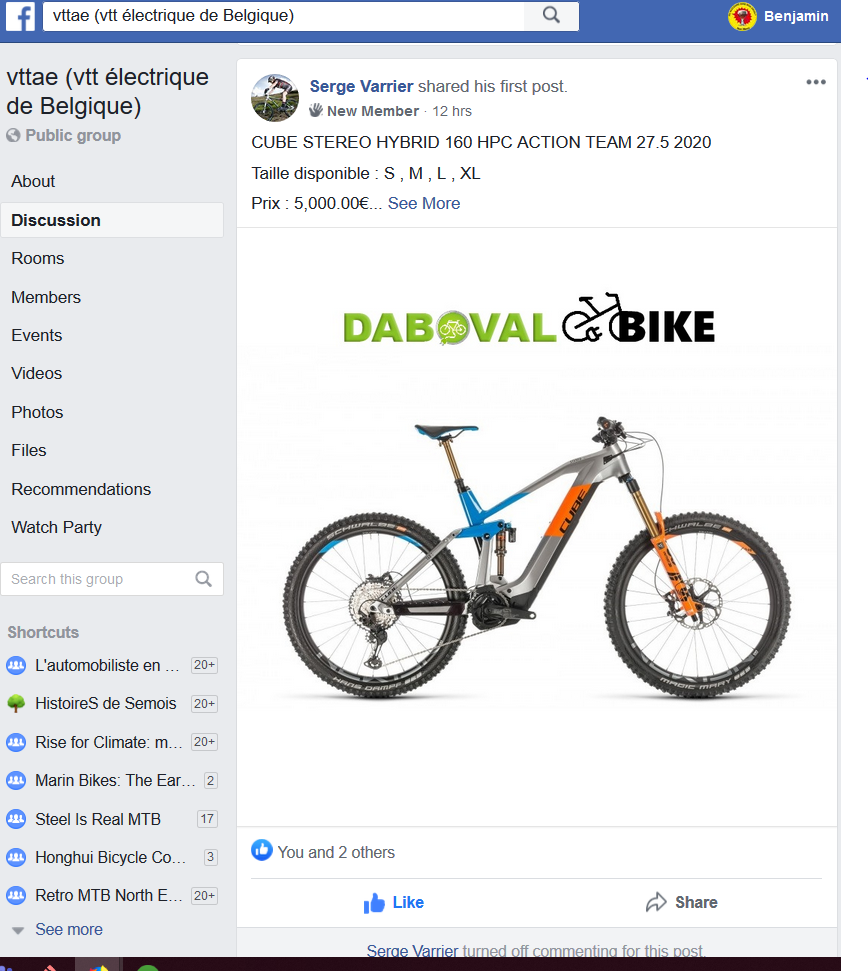 vttae (vtt électrique de Belgique)
Benjamin
vttae (vtt électrique
de Belgique)
Public group
About
Discussion
Rooms
Members
Events
Videos
Photos
Files
Recommendations
Watch Party
Search this group
Shortcuts
L'automobiliste en ... 20+
HistoireS de Semois 20+
Rise for Climate: m... 20+
Marin Bikes: The Ear... 2
Steel Is Real MTB 17
Honghui Bicycle Co... 3
Retro MTB North E... 20+
See more
Serge Varrier shared his first post.
New Member · 12 hrs
CUBE STEREO HYBRID 160 HPC ACTION TEAM 27.5 2020
Taille disponible : S , M , L , XL
Prix : 5,000.00€... See More
DABOVAL BIKE
CUBE
SCHWALBE
SCHWALBE
HANS DAMPF
MAGIC MARY
You and 2 others
Like
Share
Serge Varrier turned off commenting for this post.